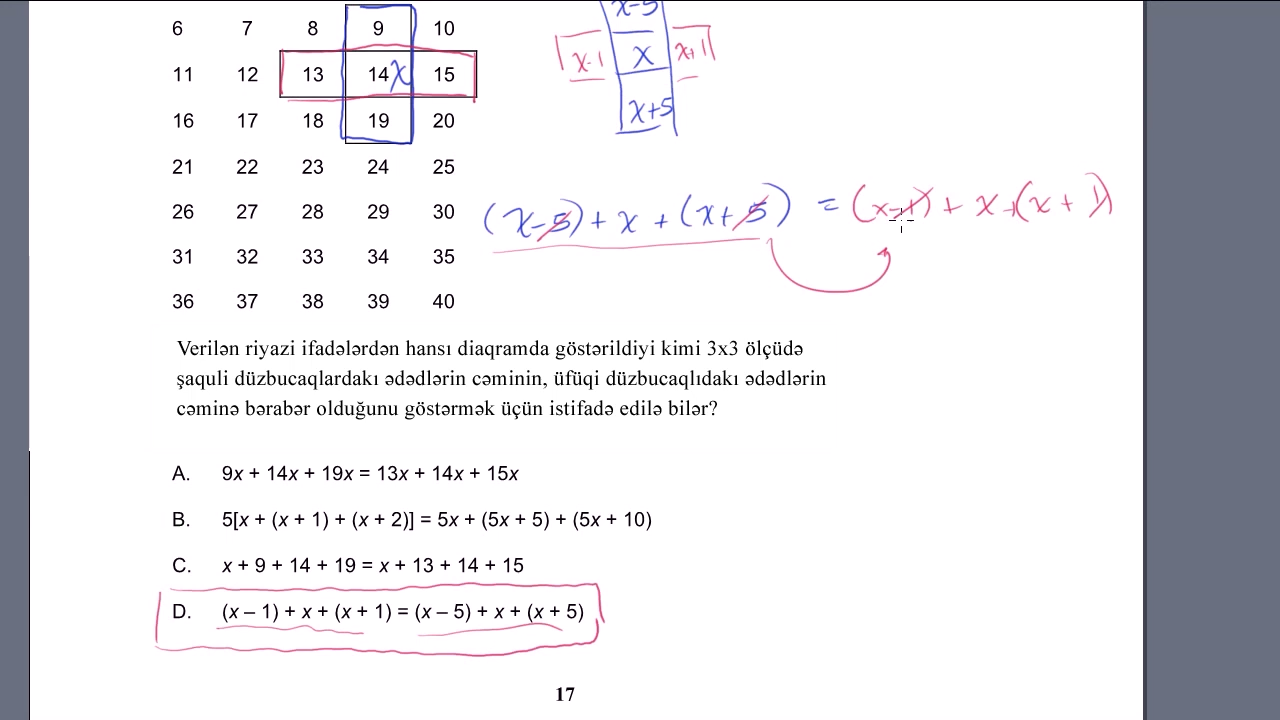 x-5
6 7 8 9 10
x-1 x x+1
11 12 13 14 x 15
x+5
16 17 18 19 20
21 22 23 24 25
(x-5) + x + (x+5) = (x-1) + x + (x+1)
26 27 28 29 30
31 32 33 34 35
36 37 38 39 40
Verilən riyazi ifadələrdən hansı diaqramda göstərildiyi kimi 3x3 ölçüdə
şaquli düzbucaqlardakı ədədlərin cəminin, üfüqi düzbucaqlıdakı ədədlərin
cəminə bərabər olduğunu göstərmək üçün istifadə edilə bilər?
A. 9x + 14x + 19x = 13x + 14x + 15x
B. 5[x + (x + 1) + (x + 2)] = 5x + (5x + 5) + (5x + 10)
C. x + 9 + 14 + 19 = x + 13 + 14 + 15
D. (x – 1) + x + (x + 1) = (x – 5) + x + (x + 5)
17